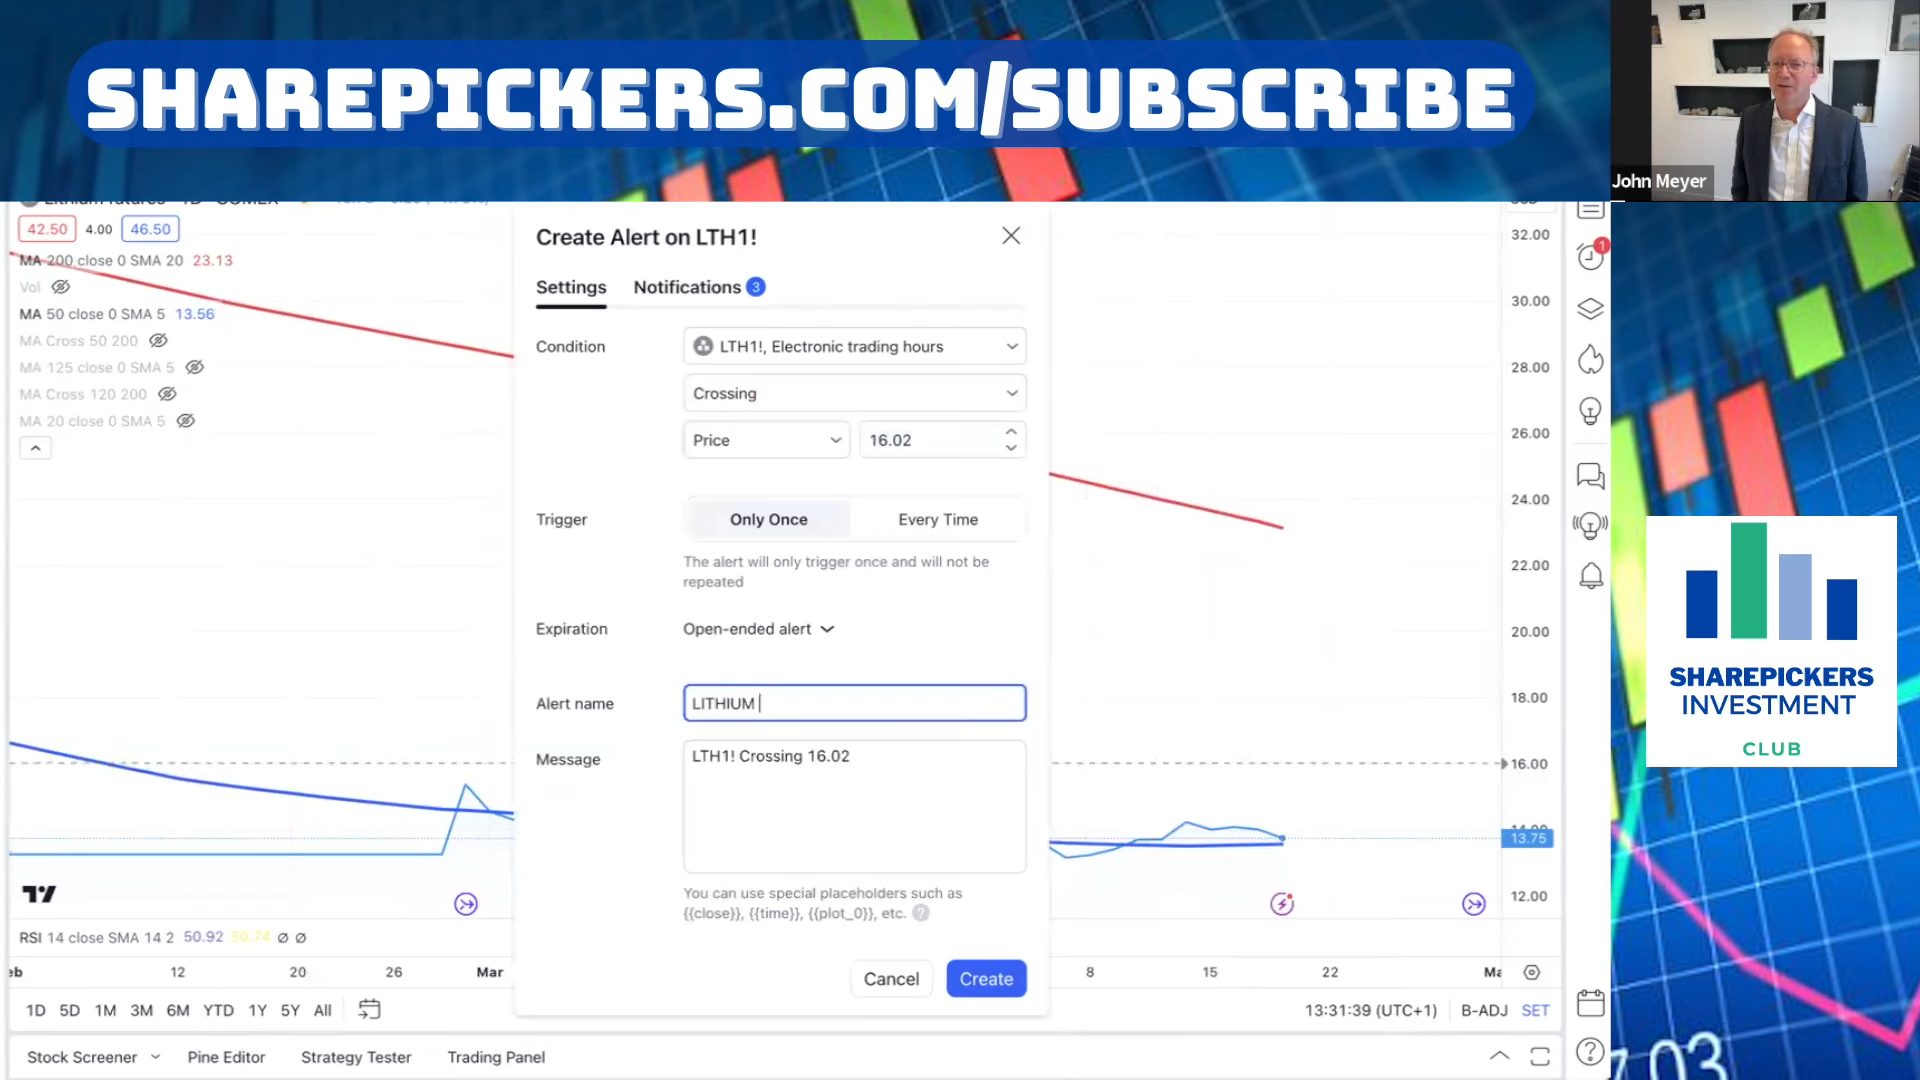 SHAREPICKERS.COM/SUBSCRIBE
John Meyer
42.50 4.00 46.50
MA 200 close 0 SMA 20 23.13
Vol
MA 50 close 0 SMA 5 13.56
MA Cross 50 200
MA 125 close 0 SMA 5
MA Cross 120 200
MA 20 close 0 SMA 5
Create Alert on LTH1!
Settings Notifications 3
Condition LTH1!, Electronic trading hours
Crossing
Price 16.02
Trigger Only Once Every Time
The alert will only trigger once and will not be
repeated
Expiration Open-ended alert
Alert name LITHIUM
Message LTH1! Crossing 16.02
You can use special placeholders such as
{{close}}, {{time}}, {{plot_0}}, etc. ?
Cancel Create
32.00
30.00
28.00
26.00
24.00
22.00
20.00
18.00
16.00
13.75
12.00
1
RSI 14 close SMA 14 2 50.92 50.74
12 20 26 Mar 8 15 22
1D 5D 1M 3M 6M YTD 1Y 5Y All 13:31:39 (UTC+1) B-ADJ SET
Stock Screener Pine Editor Strategy Tester Trading Panel
SHAREPICKERS
INVESTMENT
CLUB
7.03